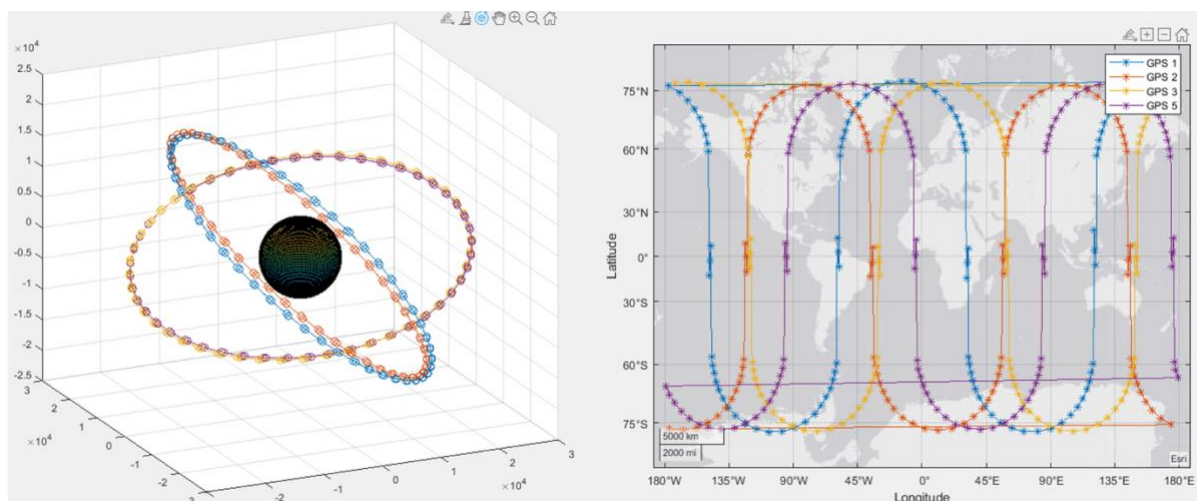 ×10⁴
2.5
2
1.5
1
0.5
0
-0.5
-1
-1.5
-2
-2.5
3
2
1
0
-1
-2
×10⁴
-2
-1
0
1
2
3
×10⁴
GPS 1
GPS 2
GPS 3
GPS 5
75°N
60°N
30°N
0°
30°S
60°S
75°S
Latitude
5000 km
2000 mi
Esri
180°W 135°W 90°W 45°W 0° 45°E 90°E 135°E 180°E
Longitude